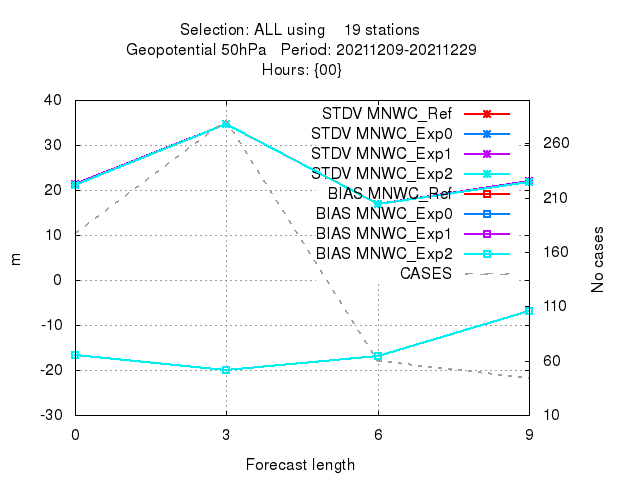 Selection: ALL using 19 stations
Geopotential 50hPa Period: 20211209-20211229
Hours: {00}
40
30
20
10
0
-10
-20
-30
m
STDV MNWC_Ref
STDV MNWC_Exp0
STDV MNWC_Exp1
STDV MNWC_Exp2
BIAS MNWC_Ref
BIAS MNWC_Exp0
BIAS MNWC_Exp1
BIAS MNWC_Exp2
CASES
260
210
160
110
60
10
No cases
0 3 6 9
Forecast length